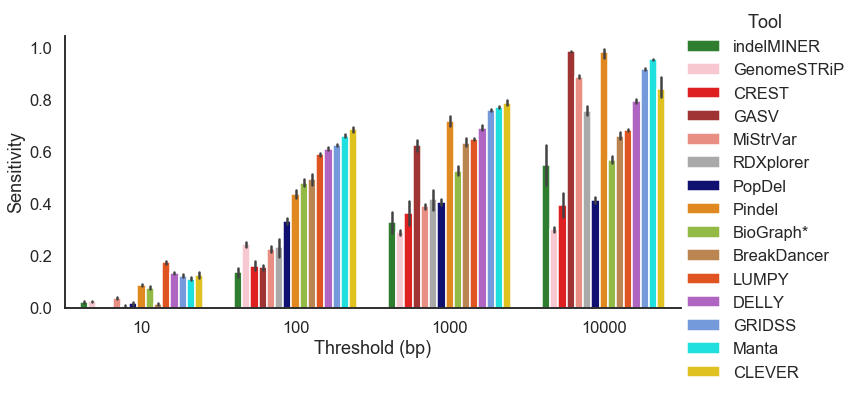 Tool
indelMINER
GenomeSTRiP
CREST
GASV
MiStrVar
RDXplorer
PopDel
Pindel
BioGraph*
BreakDancer
LUMPY
DELLY
GRIDSS
Manta
CLEVER
Sensitivity
1.0
0.8
0.6
0.4
0.2
0.0
10 100 1000 10000
Threshold (bp)